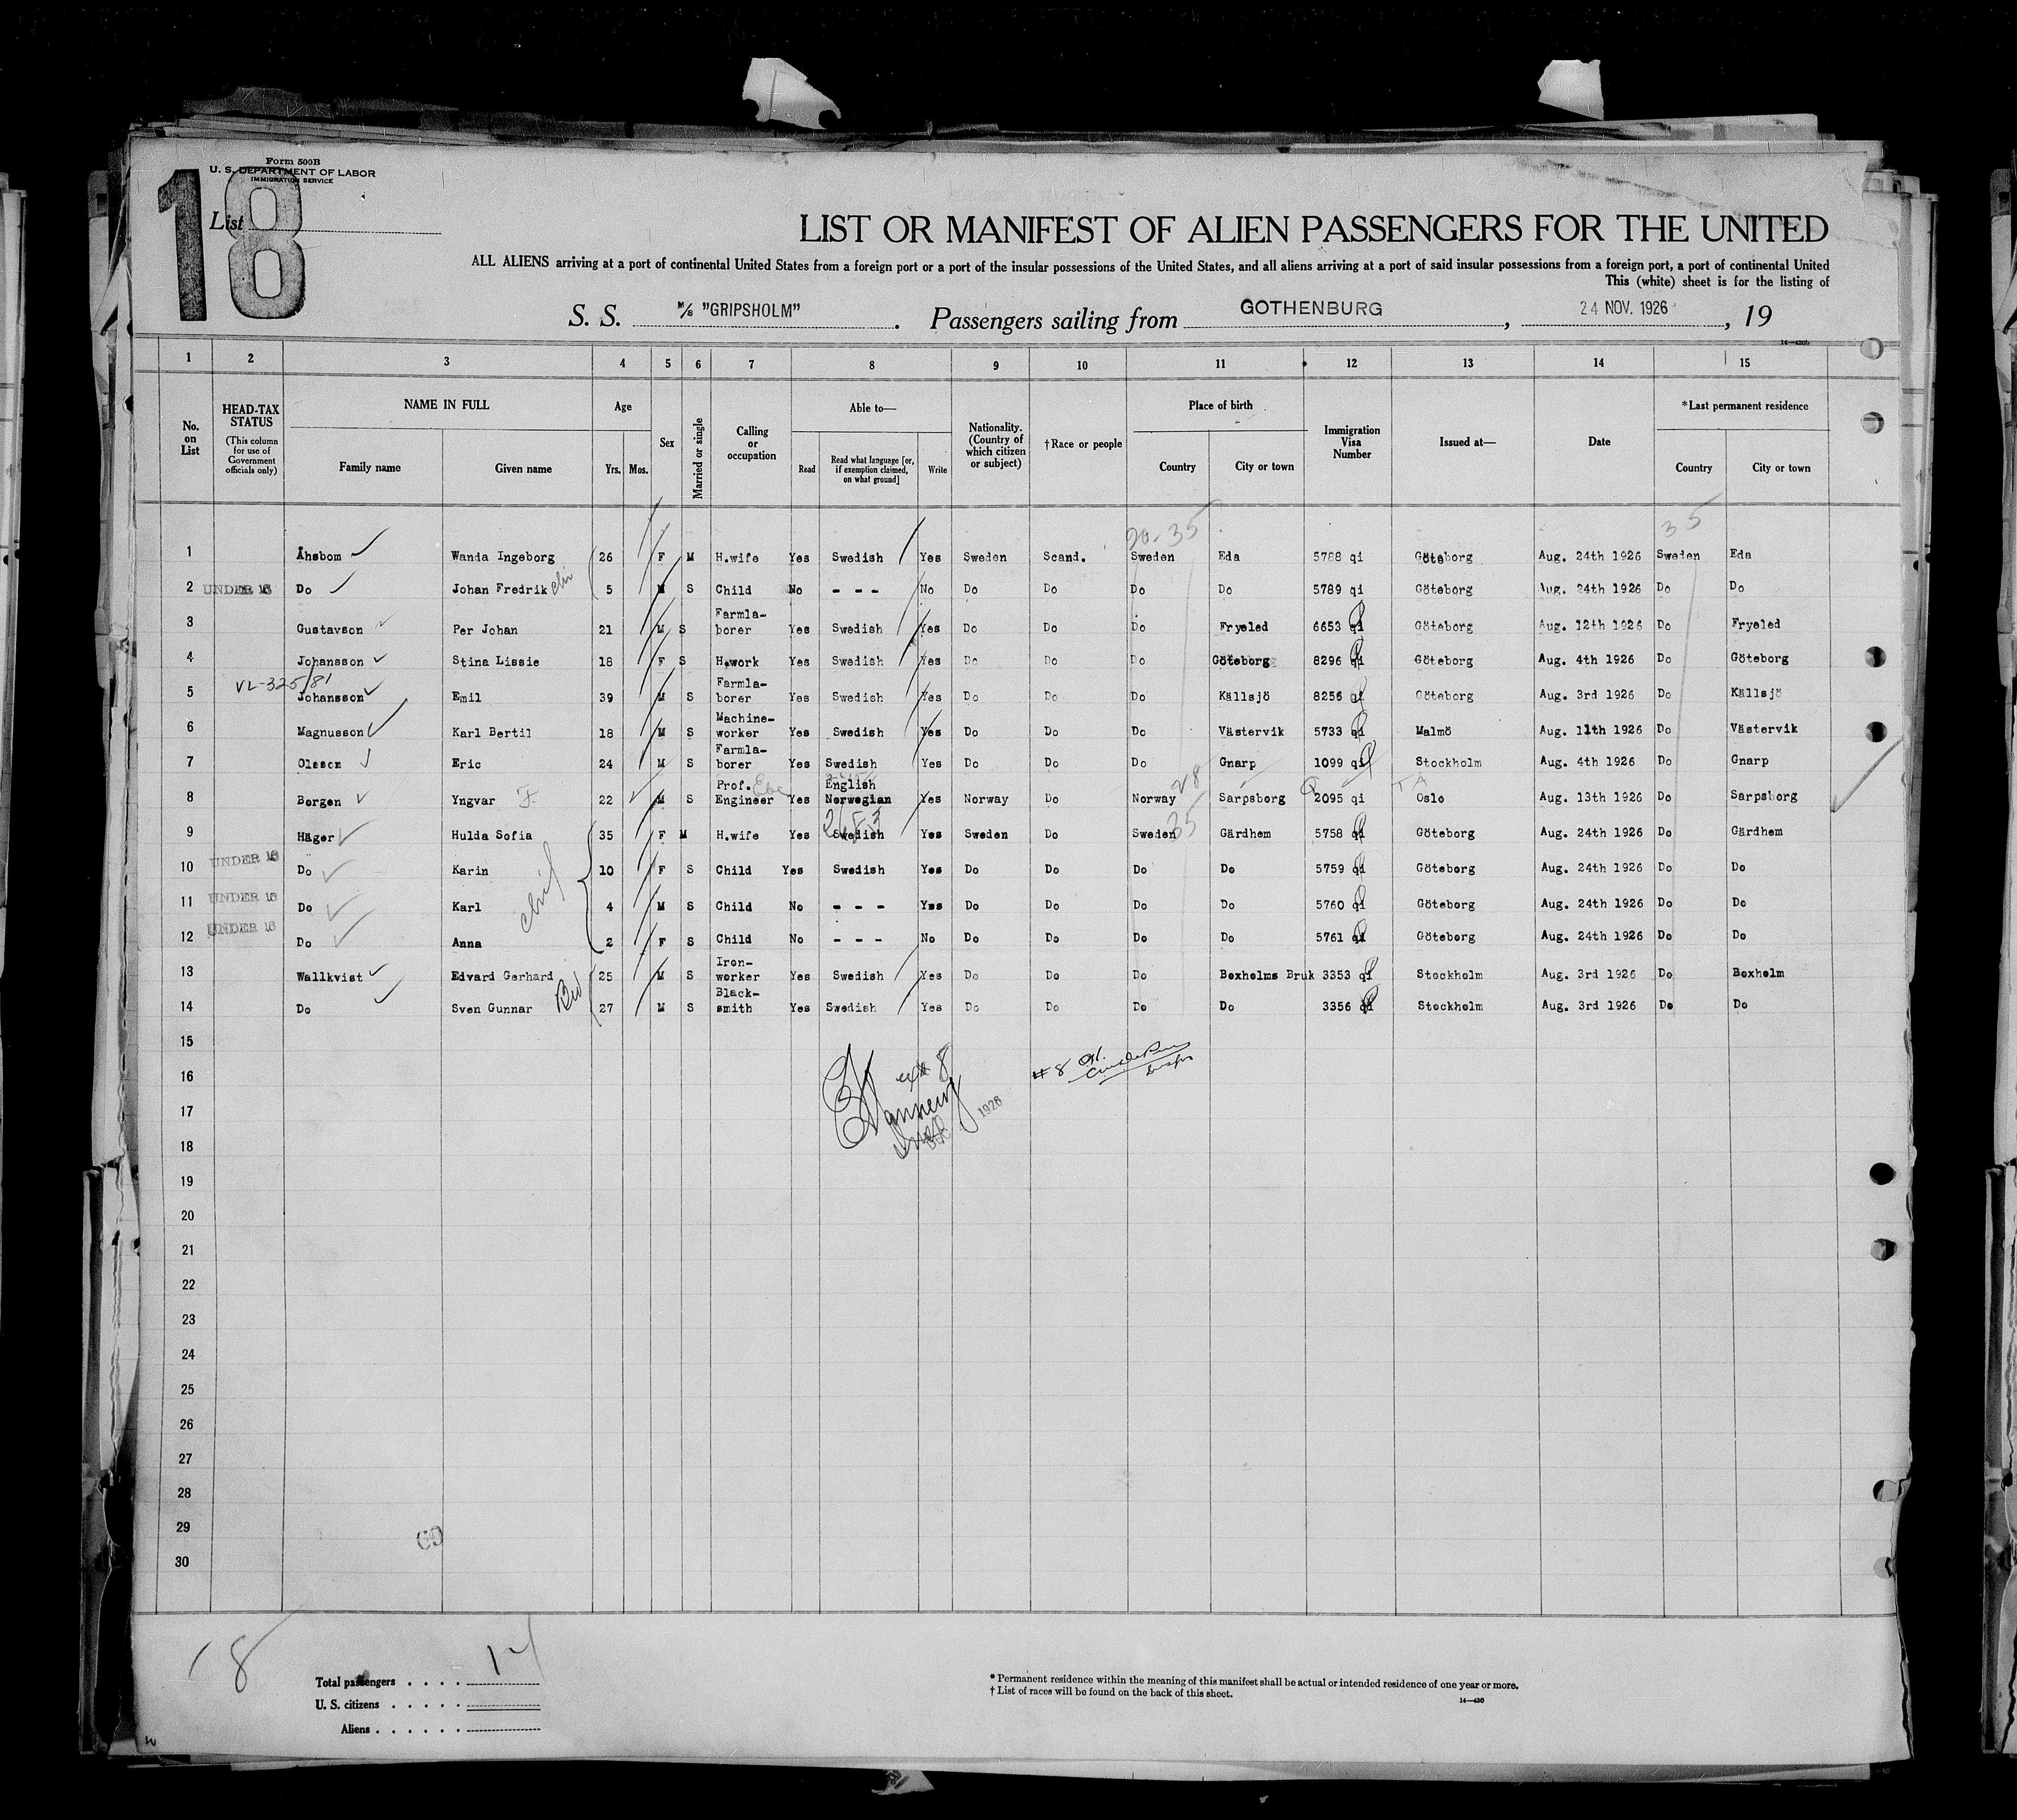 Form 500B
U. S. DEPARTMENT OF LABOR
IMMIGRATION SERVICE
18
List
LIST OR MANIFEST OF ALIEN PASSENGERS FOR THE UNITED
ALL ALIENS arriving at a port of continental United States from a foreign port or a port of the insular possessions of the United States, and all aliens arriving at a port of said insular possessions from a foreign port, a port of continental United
This (white) sheet is for the listing of
S. S. M/S "GRIPSHOLM" . Passengers sailing from GOTHENBURG , 24 NOV. 1926 , 19
14—430b
1 2 3 4 5 6 7 8 9 10 11 12 13 14 15
No. on List HEAD-TAX STATUS (This column for use of Government officials only) NAME IN FULL Family name Given name Age Yrs. Mos. Sex Married or single Calling or occupation Able to— Read Read what language [or, if exemption claimed, on what ground] Write Nationality. (Country of which citizen or subject) †Race or people Place of birth Country City or town Immigration Visa Number Issued at— Date *Last permanent residence Country City or town
20-35 35
1 Åhsbom Wanda Ingeborg 26 F M H.wife Yes Swedish Yes Sweden Scand. Sweden Eda 5788 qi Göteborg Aug. 24th 1926 Sweden Eda
2 UNDER 16 Do Johan Fredrik 5 M S Child No - - - No Do Do Do Do 5789 qi Göteborg Aug. 24th 1926 Do Do
3 Gustavson Per Johan 21 M S Farmla-borer Yes Swedish Yes Do Do Do Fryeled 6653 qi Göteborg Aug. 12th 1926 Do Fryeled
4 Johansson Stina Lissie 18 F S H.work Yes Swedish Yes Do Do Do Göteborg 8296 qi Göteborg Aug. 4th 1926 Do Göteborg
VL-325/81
5 Johansson Emil 39 M S Farmla-borer Yes Swedish Yes Do Do Do Källsjö 8256 qi Göteborg Aug. 3rd 1926 Do Källsjö
6 Magnusson Karl Bertil 18 M S Machine-worker Yes Swedish Yes Do Do Do Västervik 5733 qi Malmö Aug. 11th 1926 Do Västervik
7 Olsson Eric 24 M S Farmla-borer Yes Swedish Yes Do Do Do Gnarp 1099 qi Stockholm Aug. 4th 1926 Do Gnarp
8 Borgen Yngvar F 22 M S Prof. Engineer Yes English Norwegian Yes Norway Do Norway 28 Sarpsborg 2095 qi Oslo Aug. 13th 1926 Do Sarpsborg
9 Häger Hulda Sofia 35 F M H.wife Yes Swedish Yes Sweden Do Sweden 35 Gärdhem 5758 qi Göteborg Aug. 24th 1926 Do Gärdhem
10 UNDER 16 Do Karin 10 F S Child Yes Swedish Yes Do Do Do Do 5759 qi Göteborg Aug. 24th 1926 Do Do
11 UNDER 16 Do Karl 4 M S Child No - - - Yes Do Do Do Do 5760 qi Göteborg Aug. 24th 1926 Do Do
12 UNDER 16 Do Anna 2 F S Child No - - - No Do Do Do Do 5761 qi Göteborg Aug. 24th 1926 Do Do
13 Wallkvist Edvard Gerhard 25 M S Iron-worker Yes Swedish Yes Do Do Do Boxholms Bruk 3353 qi Stockholm Aug. 3rd 1926 Do Boxholm
14 Do Sven Gunnar 27 M S Black-smith Yes Swedish Yes Do Do Do Do 3356 qi Stockholm Aug. 3rd 1926 Do Do
15
16 # 8
17 1926
18
19
20
21
22
23
24
25
26
27
28
29
30
18
Total passengers . . . . 14
U. S. citizens . . . . .
Aliens . . . . . .
* Permanent residence within the meaning of this manifest shall be actual or intended residence of one year or more.
† List of races will be found on the back of this sheet.
14—430